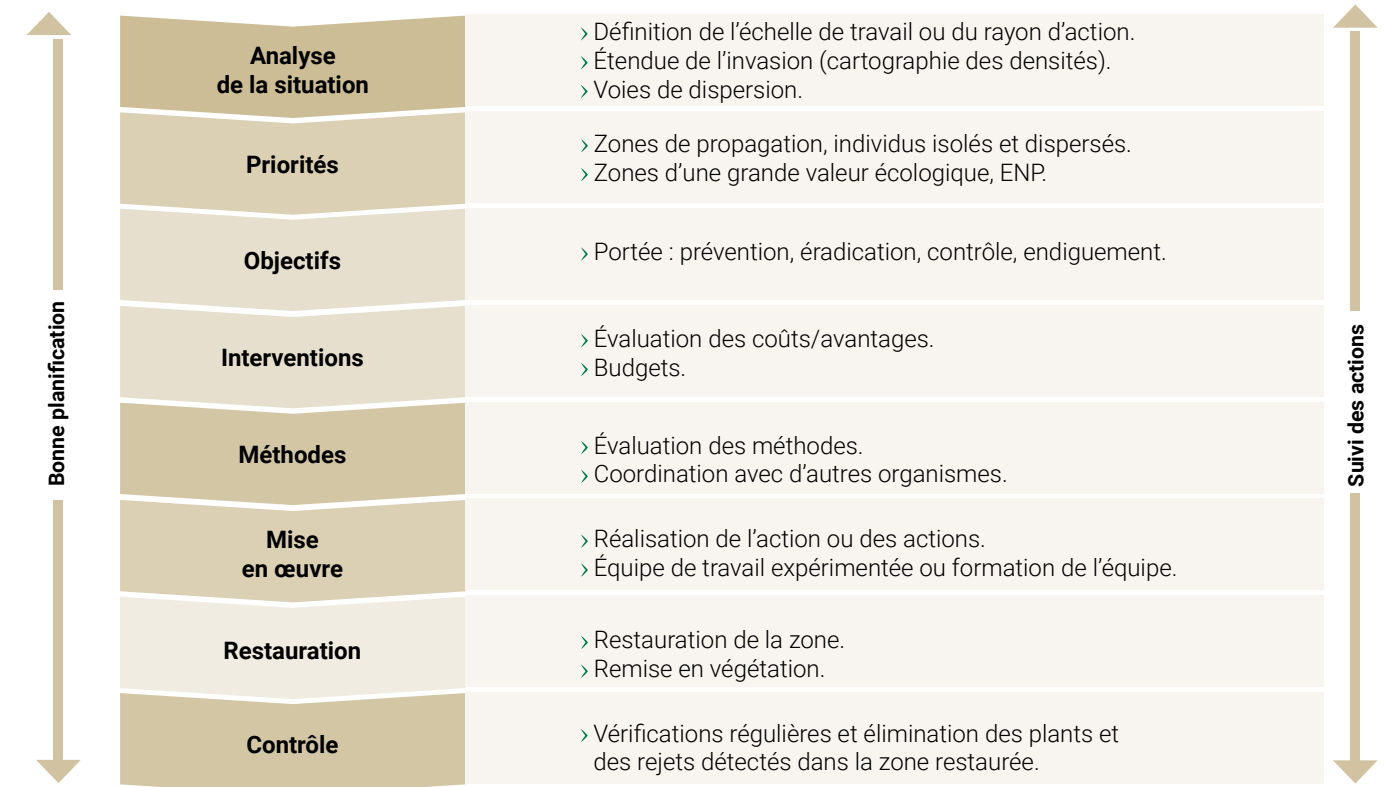 Bonne planification
Analyse
de la situation
› Définition de l’échelle de travail ou du rayon d’action.
› Étendue de l’invasion (cartographie des densités).
› Voies de dispersion.
Priorités
› Zones de propagation, individus isolés et dispersés.
› Zones d’une grande valeur écologique, ENP.
Objectifs
› Portée : prévention, éradication, contrôle, endiguement.
Interventions
› Évaluation des coûts/avantages.
› Budgets.
Méthodes
› Évaluation des méthodes.
› Coordination avec d’autres organismes.
Mise
en œuvre
› Réalisation de l’action ou des actions.
› Équipe de travail expérimentée ou formation de l’équipe.
Restauration
› Restauration de la zone.
› Remise en végétation.
Contrôle
› Vérifications régulières et élimination des plants et
des rejets détectés dans la zone restaurée.
Suivi des actions